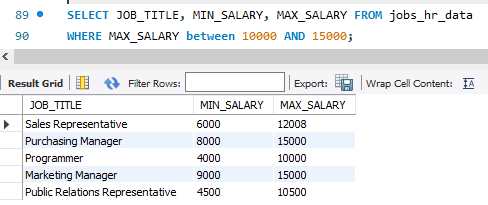 89 SELECT JOB_TITLE, MIN_SALARY, MAX_SALARY FROM jobs_hr_data
90 WHERE MAX_SALARY between 10000 AND 15000;
Result Grid Filter Rows: Export: Wrap Cell Content:
JOB_TITLE MIN_SALARY MAX_SALARY
Sales Representative 6000 12008
Purchasing Manager 8000 15000
Programmer 4000 10000
Marketing Manager 9000 15000
Public Relations Representative 4500 10500